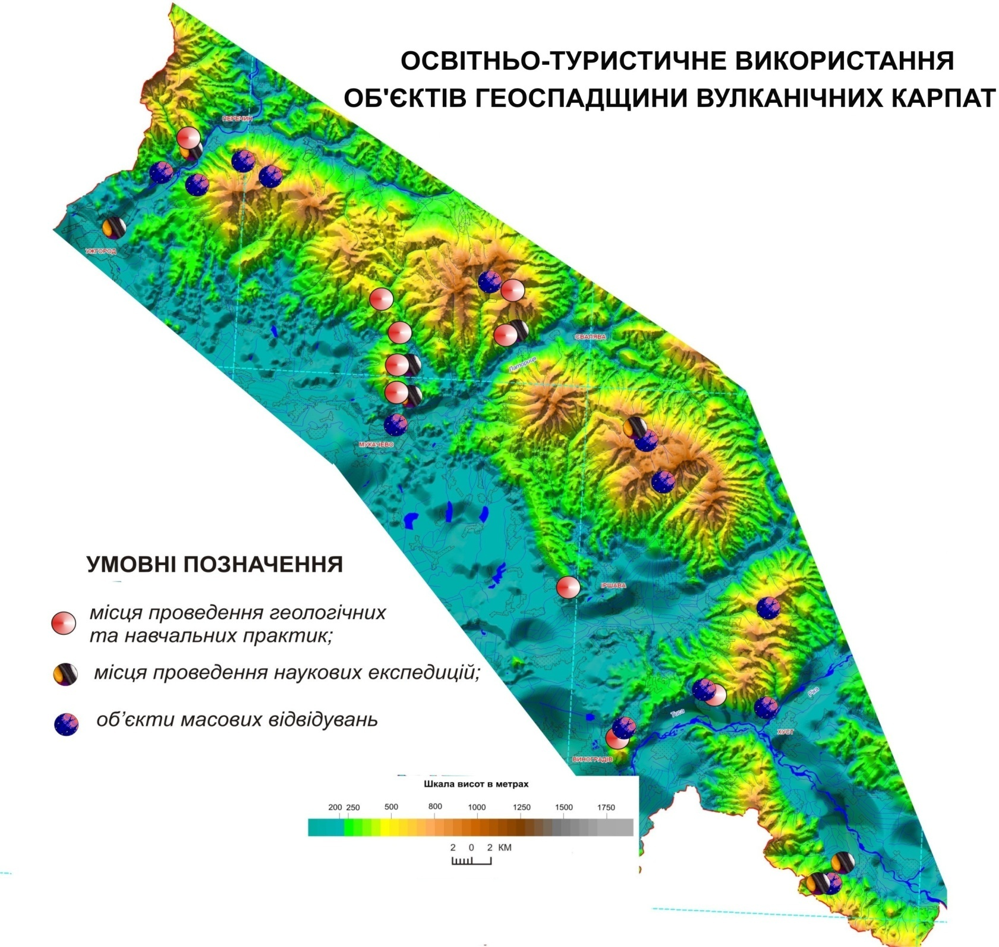 ОСВІТНЬО-ТУРИСТИЧНЕ ВИКОРИСТАННЯ
ОБ'ЄКТІВ ГЕОСПАДЩИНИ ВУЛКАНІЧНИХ КАРПАТ
ПЕРЕЧИН
УЖГОРОД
СВАЛЯВА
Латориця
МУКАЧЕВО
ІРШАВА
Ріка
Тиса
ХУСТ
ВИНОГРАДІВ
УМОВНІ ПОЗНАЧЕННЯ
місця проведення геологічних
та навчальних практик;
місця проведення наукових експедицій;
об’єкти масових відвідувань
Шкала висот в метрах
200 250 500 800 1000 1250 1500 1750
2 0 2 КМ